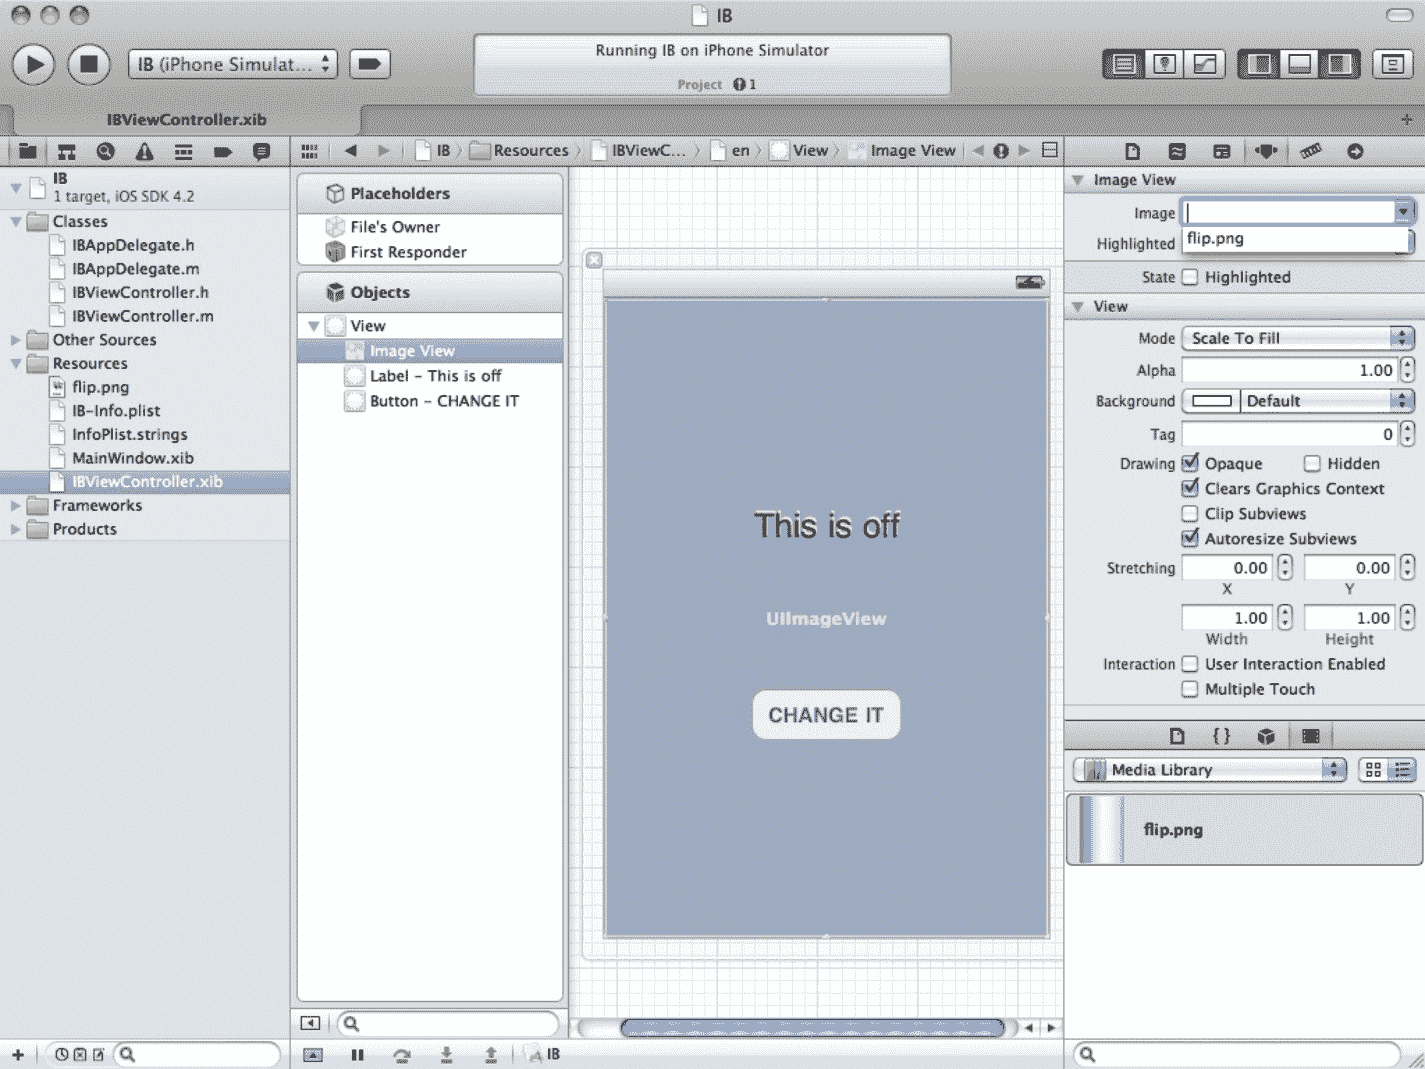 IB
IB (iPhone Simulat...
Running IB on iPhone Simulator
Project 1
IBViewController.xib
IB
Resources
IBViewC...
en
View
Image View
IB
1 target, iOS SDK 4.2
Classes
IBAppDelegate.h
IBAppDelegate.m
IBViewController.h
IBViewController.m
Other Sources
Resources
flip.png
IB-Info.plist
InfoPlist.strings
MainWindow.xib
IBViewController.xib
Frameworks
Products
Placeholders
File's Owner
First Responder
Objects
View
Image View
Label - This is off
Button - CHANGE IT
This is off
UIImageView
CHANGE IT
IB
Image View
Image
flip.png
Highlighted
State Highlighted
View
Mode Scale To Fill
Alpha 1.00
Background Default
Tag 0
Drawing Opaque Hidden
Clears Graphics Context
Clip Subviews
Autoresize Subviews
Stretching 0.00 0.00
X Y
1.00 1.00
Width Height
Interaction User Interaction Enabled
Multiple Touch
{ }
Media Library
flip.png